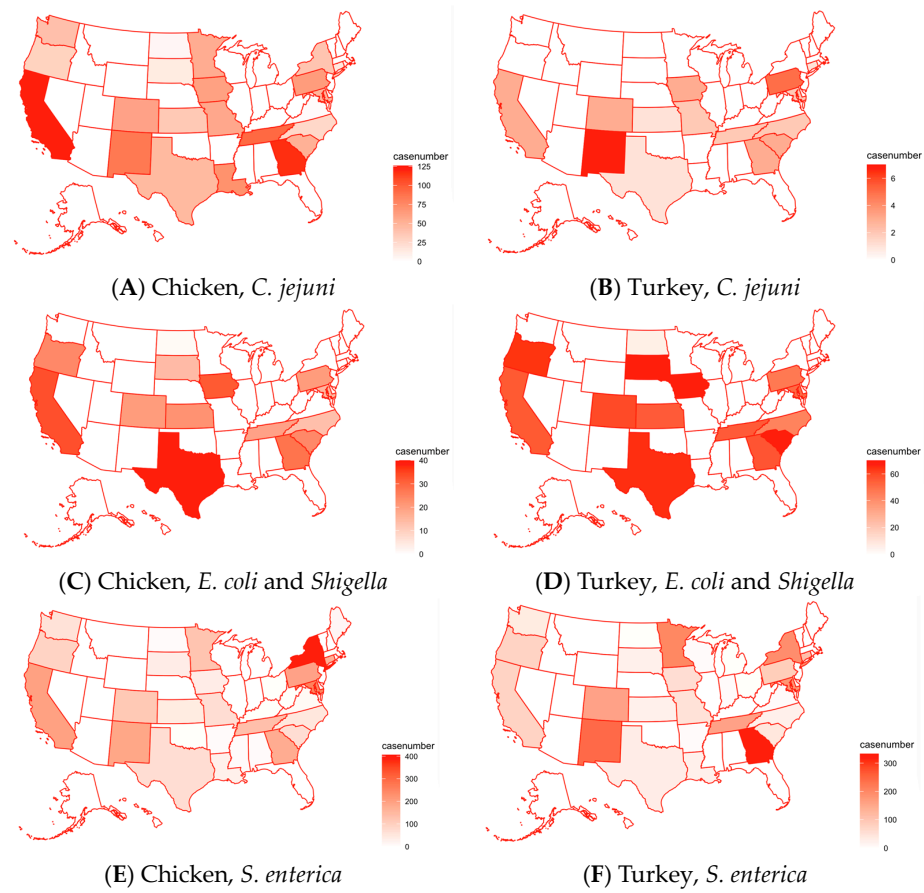 casenumber
125
100
75
50
25
0
casenumber
6
4
2
0
(A) Chicken, C. jejuni
(B) Turkey, C. jejuni
casenumber
40
30
20
10
0
casenumber
60
40
20
0
(C) Chicken, E. coli and Shigella
(D) Turkey, E. coli and Shigella
casenumber
400
300
200
100
0
casenumber
300
200
100
0
(E) Chicken, S. enterica
(F) Turkey, S. enterica